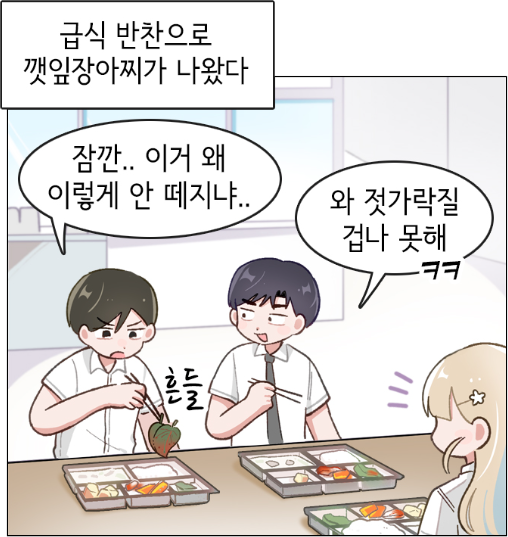 급식 반찬으로
깻잎장아찌가 나왔다
잠깐.. 이거 왜
이렇게 안 떼지냐..
와 젓가락질
겁나 못해
ㅋㅋ
흔들